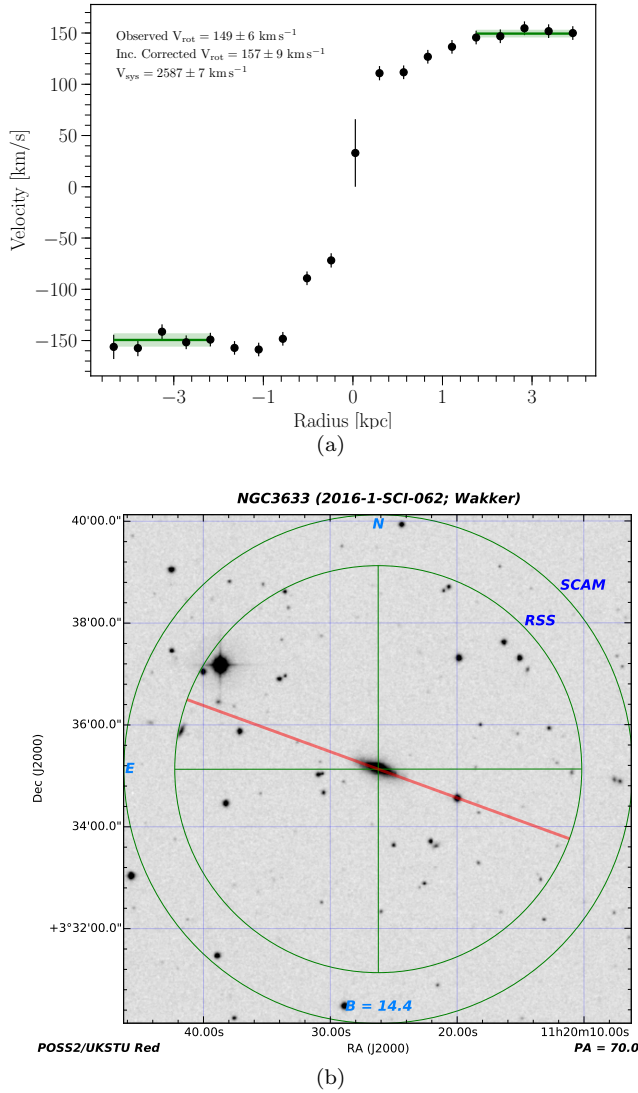 Observed V_rot = 149 ± 6 km s⁻¹
Inc. Corrected V_rot = 157 ± 9 km s⁻¹
V_sys = 2587 ± 7 km s⁻¹
150
100
50
0
−50
−100
−150
Velocity [km/s]
−3
−1
0
1
3
Radius [kpc]
(a)
NGC3633 (2016-1-SCI-062; Wakker)
40'00.0"
38'00.0"
36'00.0"
34'00.0"
+3°32'00.0"
Dec (J2000)
N
SCAM
RSS
E
B = 14.4
40.00s
30.00s
20.00s
11h20m10.00s
POSS2/UKSTU Red
RA (J2000)
PA = 70.0
(b)